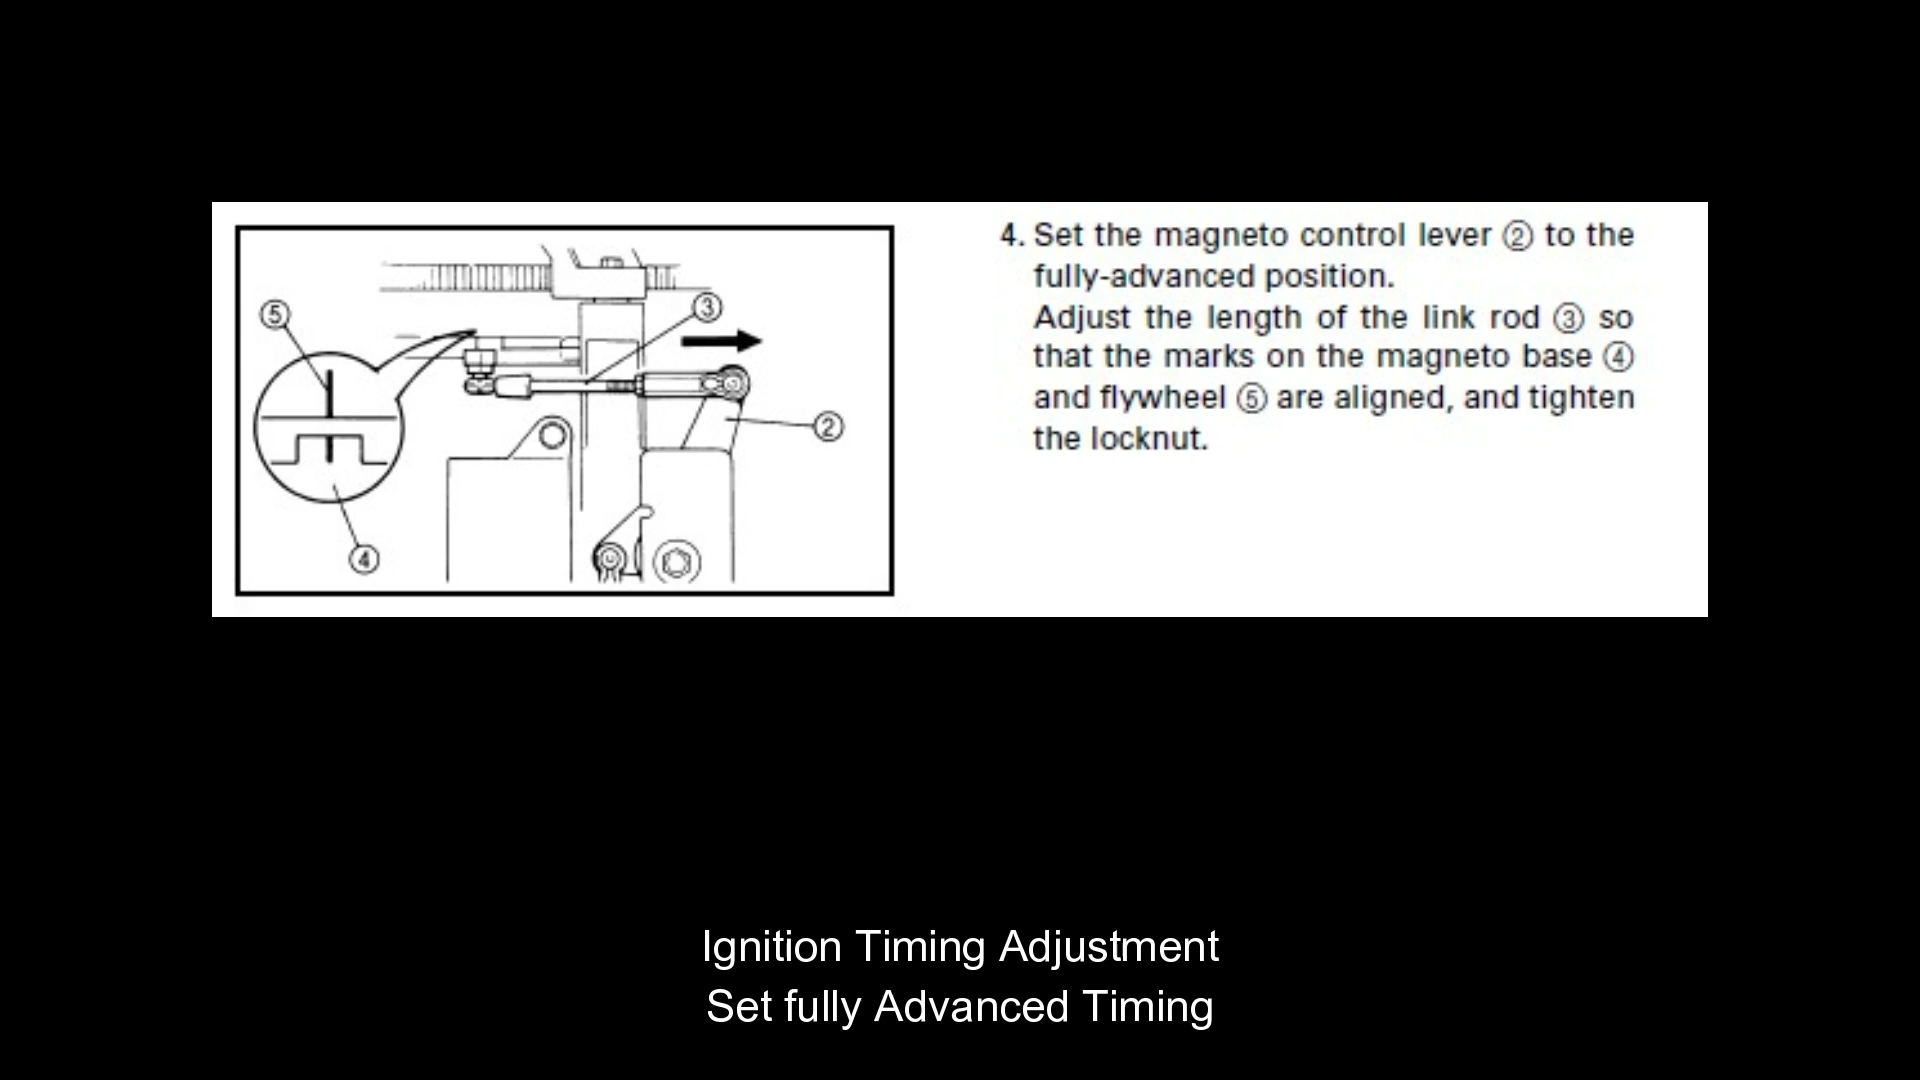 ⑤
③
②
④
4. Set the magneto control lever ② to the
fully-advanced position.
Adjust the length of the link rod ③ so
that the marks on the magneto base ④
and flywheel ⑤ are aligned, and tighten
the locknut.
Ignition Timing Adjustment
Set fully Advanced Timing